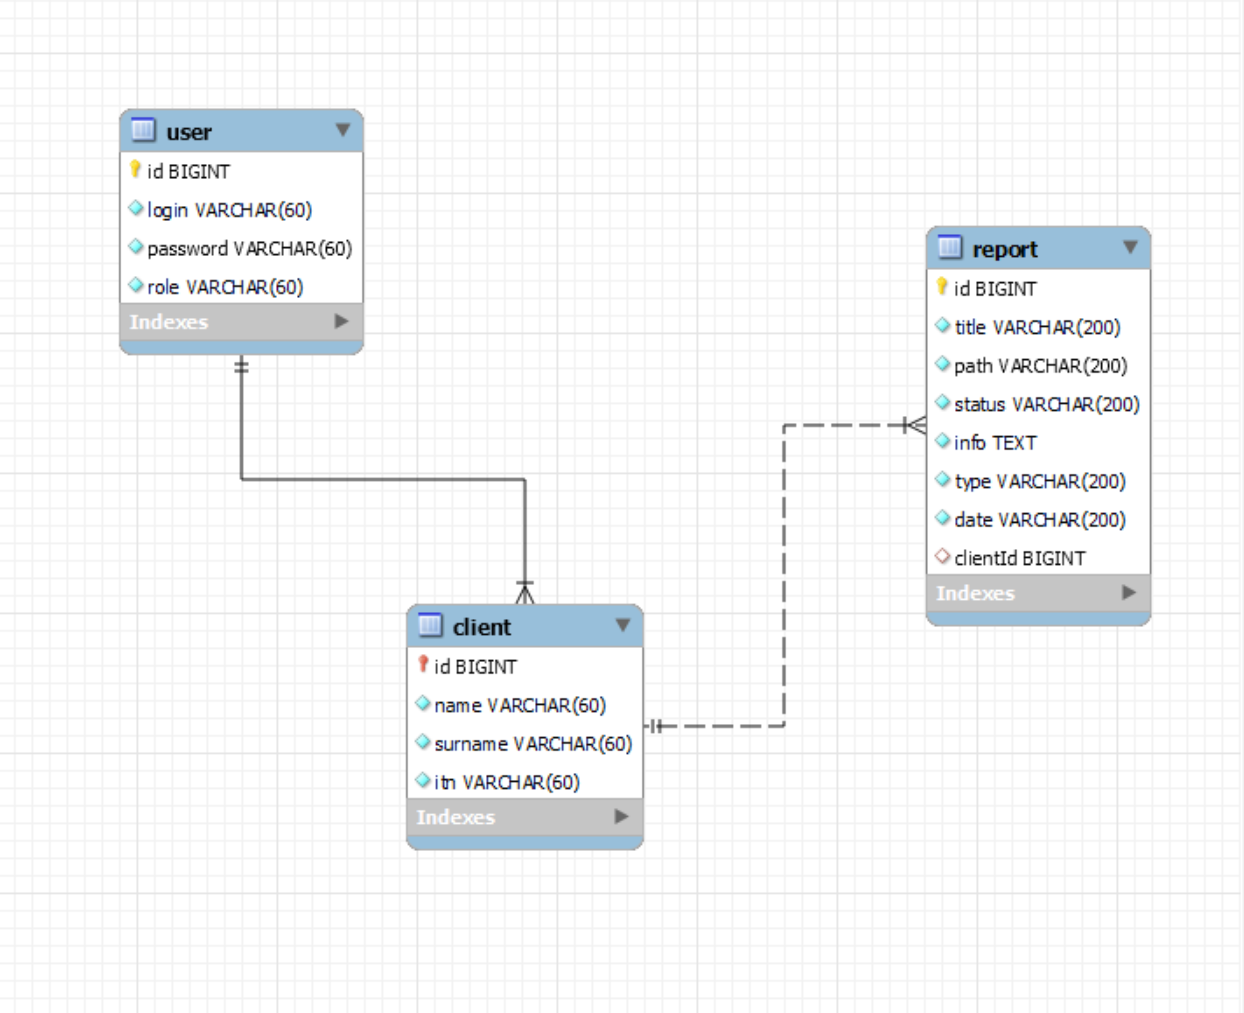 user
id BIGINT
login VARCHAR(60)
password VARCHAR(60)
role VARCHAR(60)
Indexes
report
id BIGINT
title VARCHAR(200)
path VARCHAR(200)
status VARCHAR(200)
info TEXT
type VARCHAR(200)
date VARCHAR(200)
clientId BIGINT
Indexes
client
id BIGINT
name VARCHAR(60)
surname VARCHAR(60)
itn VARCHAR(60)
Indexes